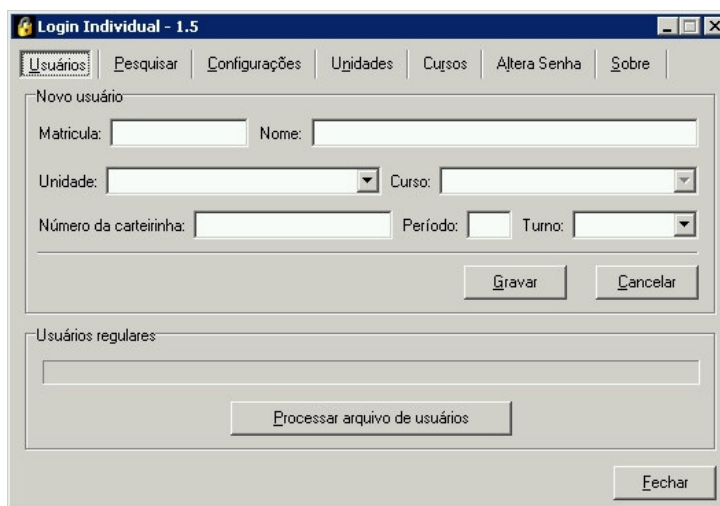 Login Individual - 1.5
Usuários Pesquisar Configurações Unidades Cursos Altera Senha Sobre
Novo usuário
Matricula: Nome:
Unidade: Curso:
Número da carteirinha: Período: Turno:
Gravar Cancelar
Usuários regulares
Processar arquivo de usuários
Fechar